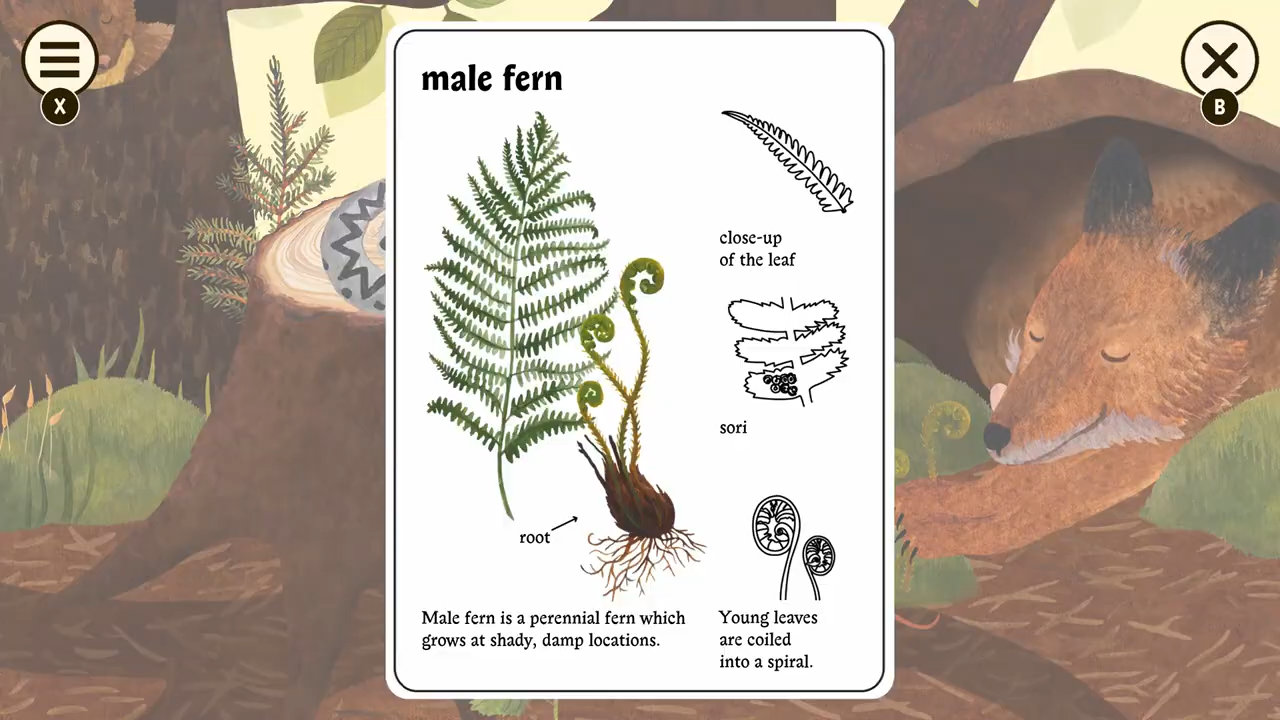 X
B
male fern
close-up
of the leaf
sori
root
Male fern is a perennial fern which
grows at shady, damp locations.
Young leaves
are coiled
into a spiral.